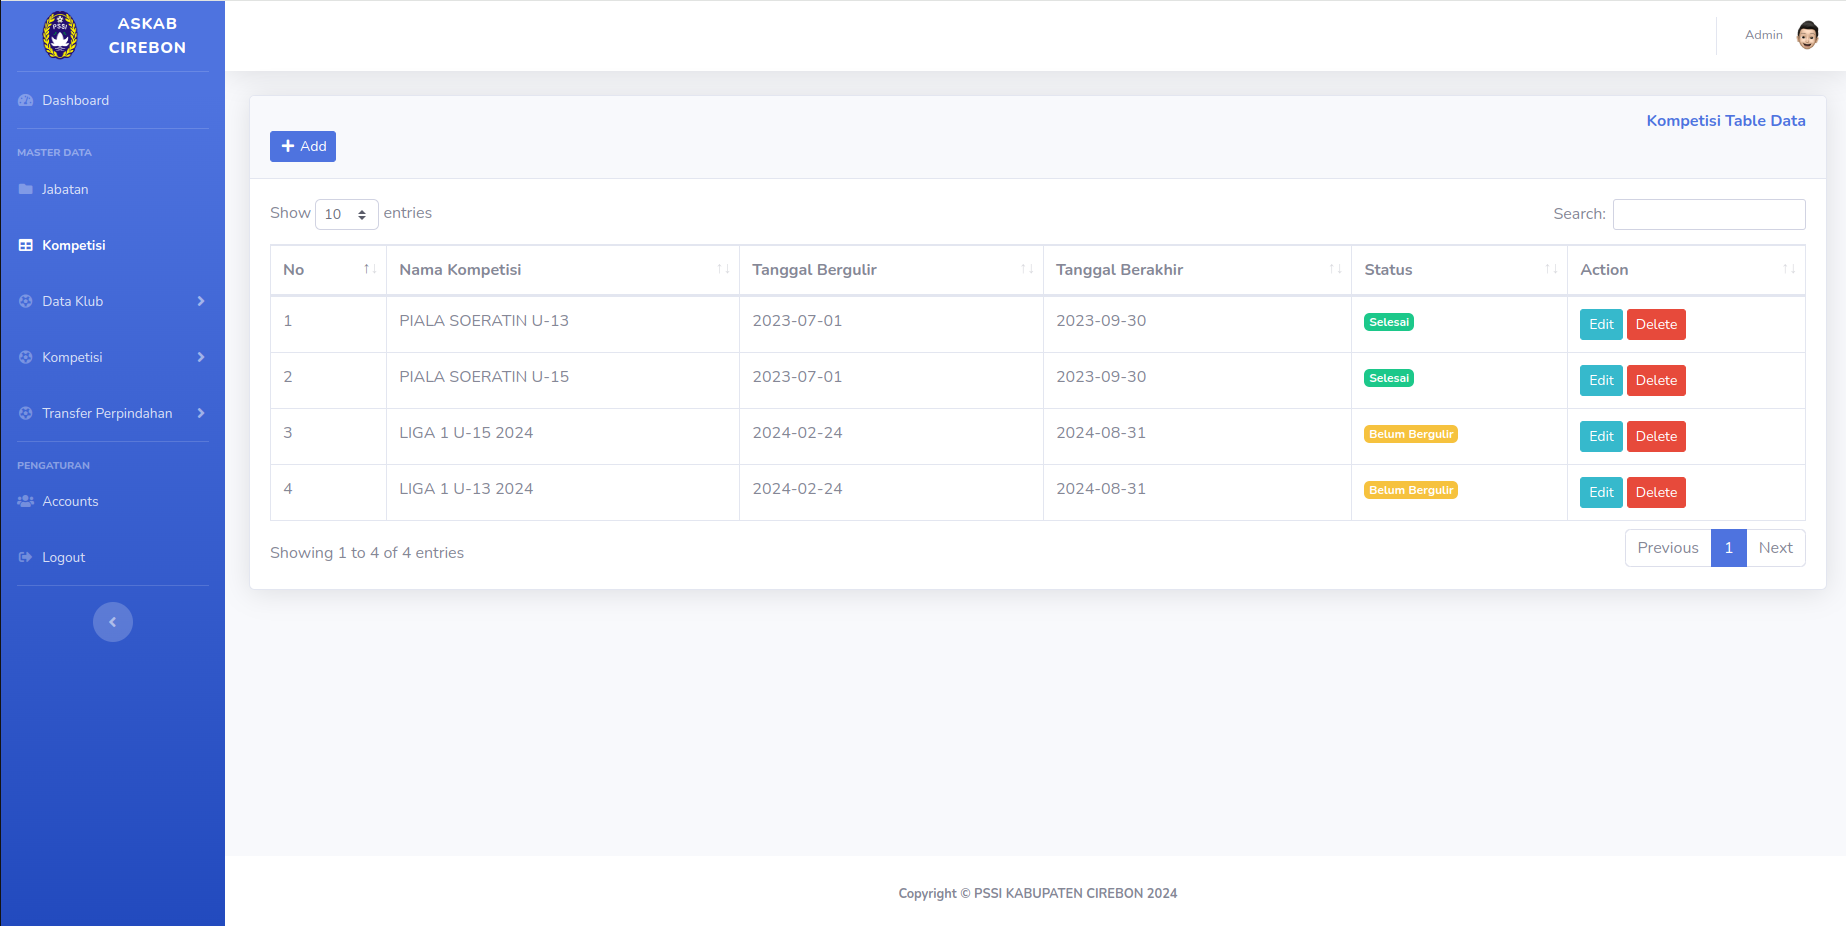 PSSI
ASKAB
CIREBON
Admin
Dashboard
MASTER DATA
Jabatan
Kompetisi
Data Klub
Kompetisi
Transfer Perpindahan
PENGATURAN
Accounts
Logout
Kompetisi Table Data
Add
Show 10 entries
Search:
No Nama Kompetisi Tanggal Bergulir Tanggal Berakhir Status Action
1 PIALA SOERATIN U-13 2023-07-01 2023-09-30 Selesai Edit Delete
2 PIALA SOERATIN U-15 2023-07-01 2023-09-30 Selesai Edit Delete
3 LIGA 1 U-15 2024 2024-02-24 2024-08-31 Belum Bergulir Edit Delete
4 LIGA 1 U-13 2024 2024-02-24 2024-08-31 Belum Bergulir Edit Delete
Showing 1 to 4 of 4 entries
Previous 1 Next
Copyright © PSSI KABUPATEN CIREBON 2024